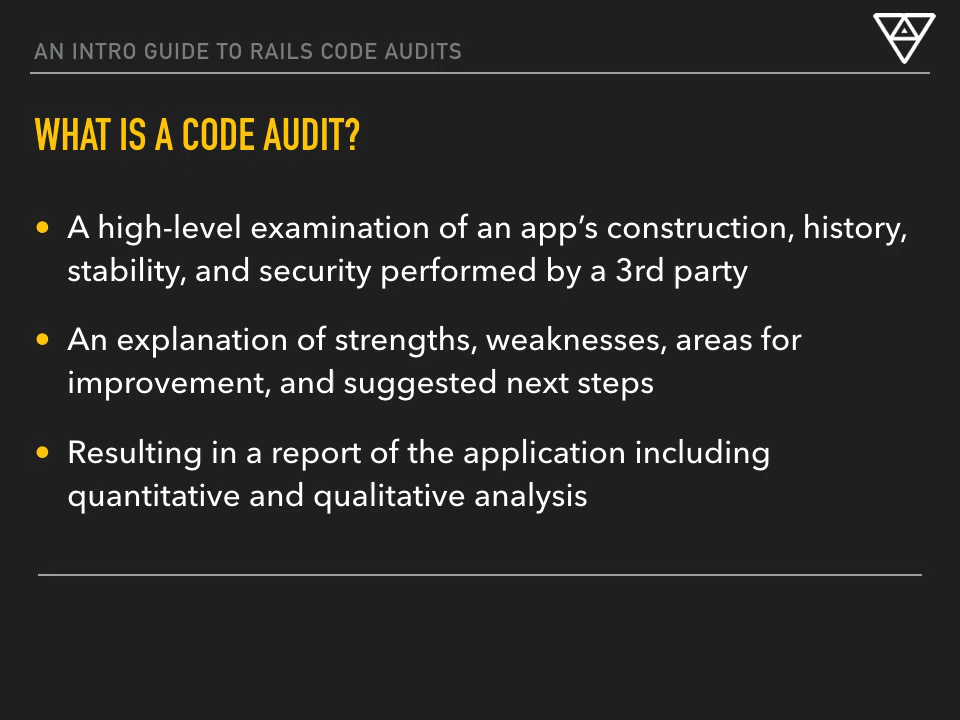 AN INTRO GUIDE TO RAILS CODE AUDITS
WHAT IS A CODE AUDIT?
• A high-level examination of an app’s construction, history,
stability, and security performed by a 3rd party
• An explanation of strengths, weaknesses, areas for
improvement, and suggested next steps
• Resulting in a report of the application including
quantitative and qualitative analysis